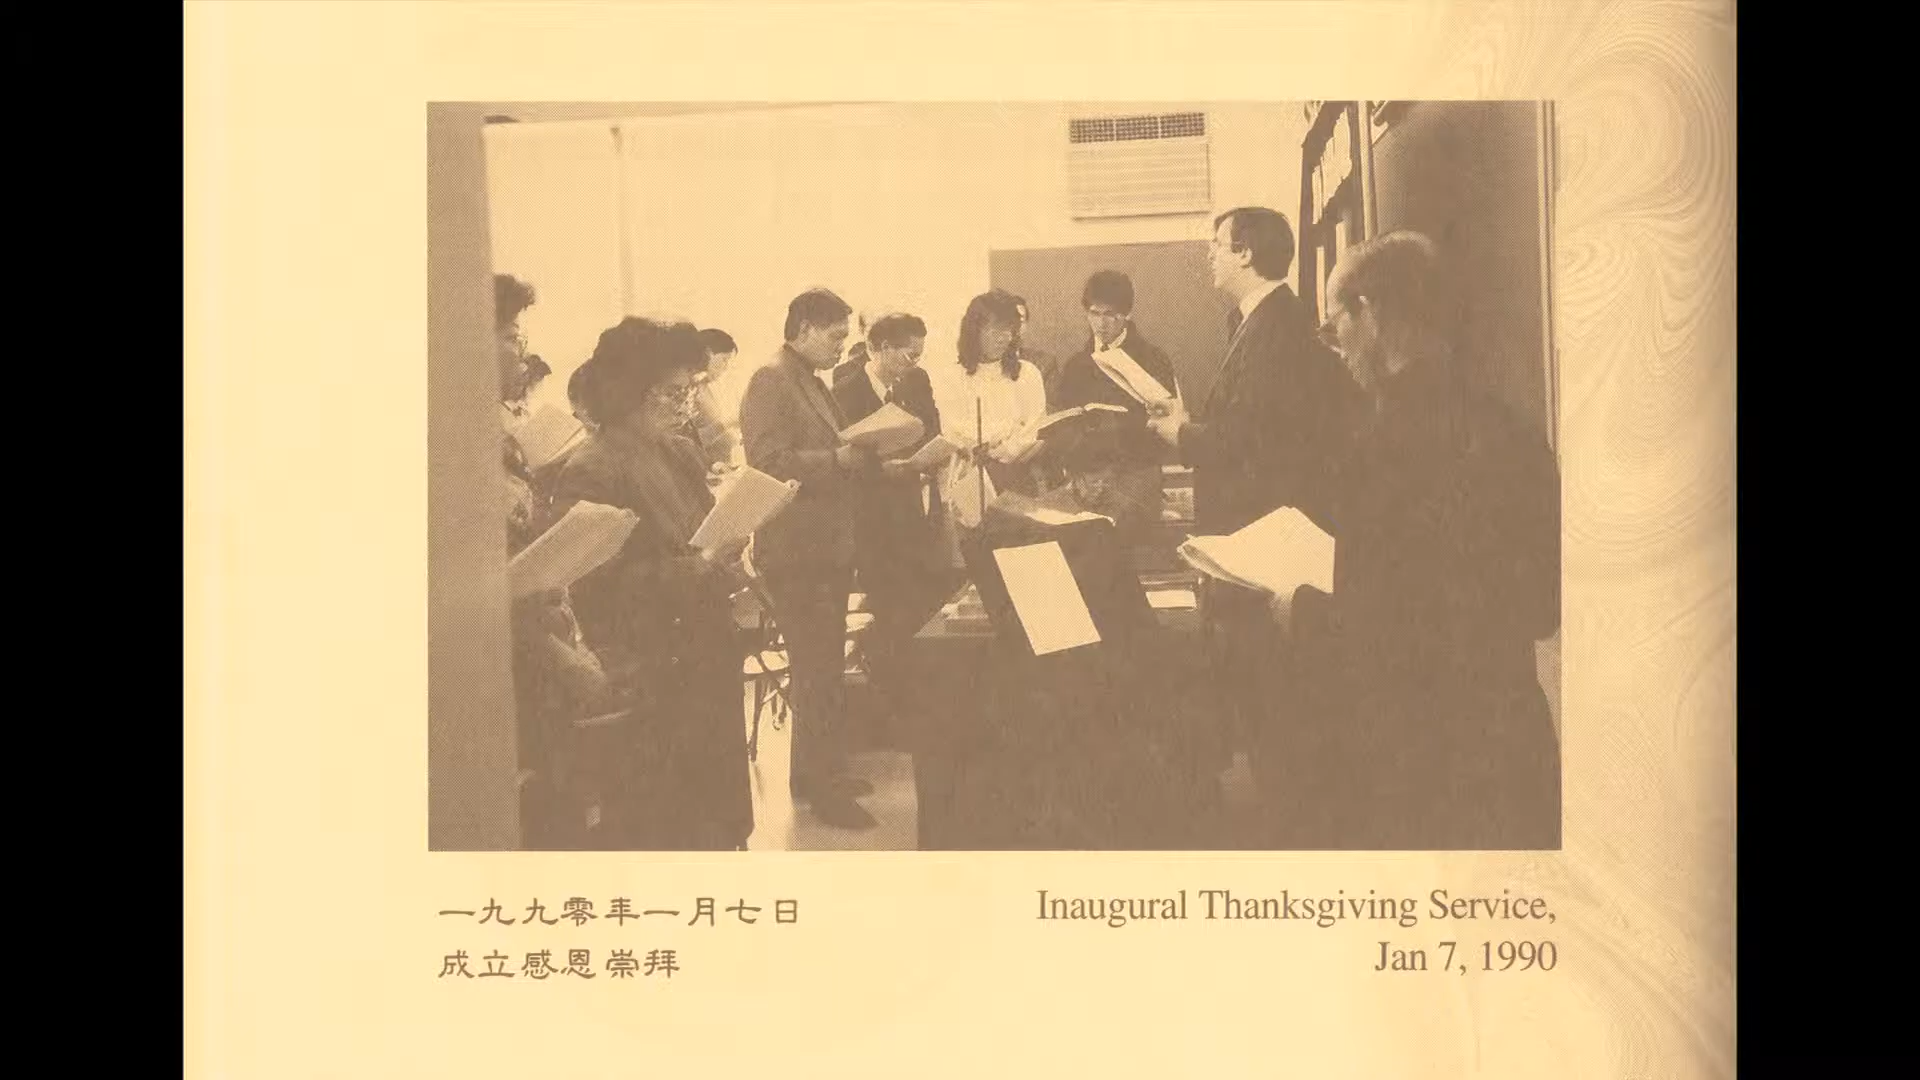 一九九零年一月七日
成立感恩崇拜
Inaugural Thanksgiving Service,
Jan 7, 1990